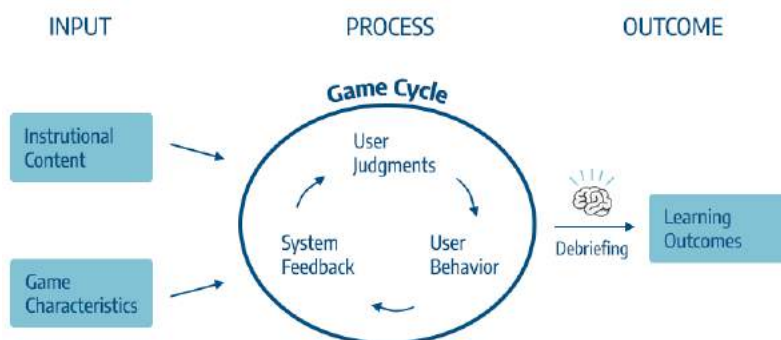 INPUT
PROCESS
OUTCOME
Game Cycle
Instrutional
Content
User
Judgments
System
Feedback
User
Behavior
Debriefing
Learning
Outcomes
Game
Characteristics